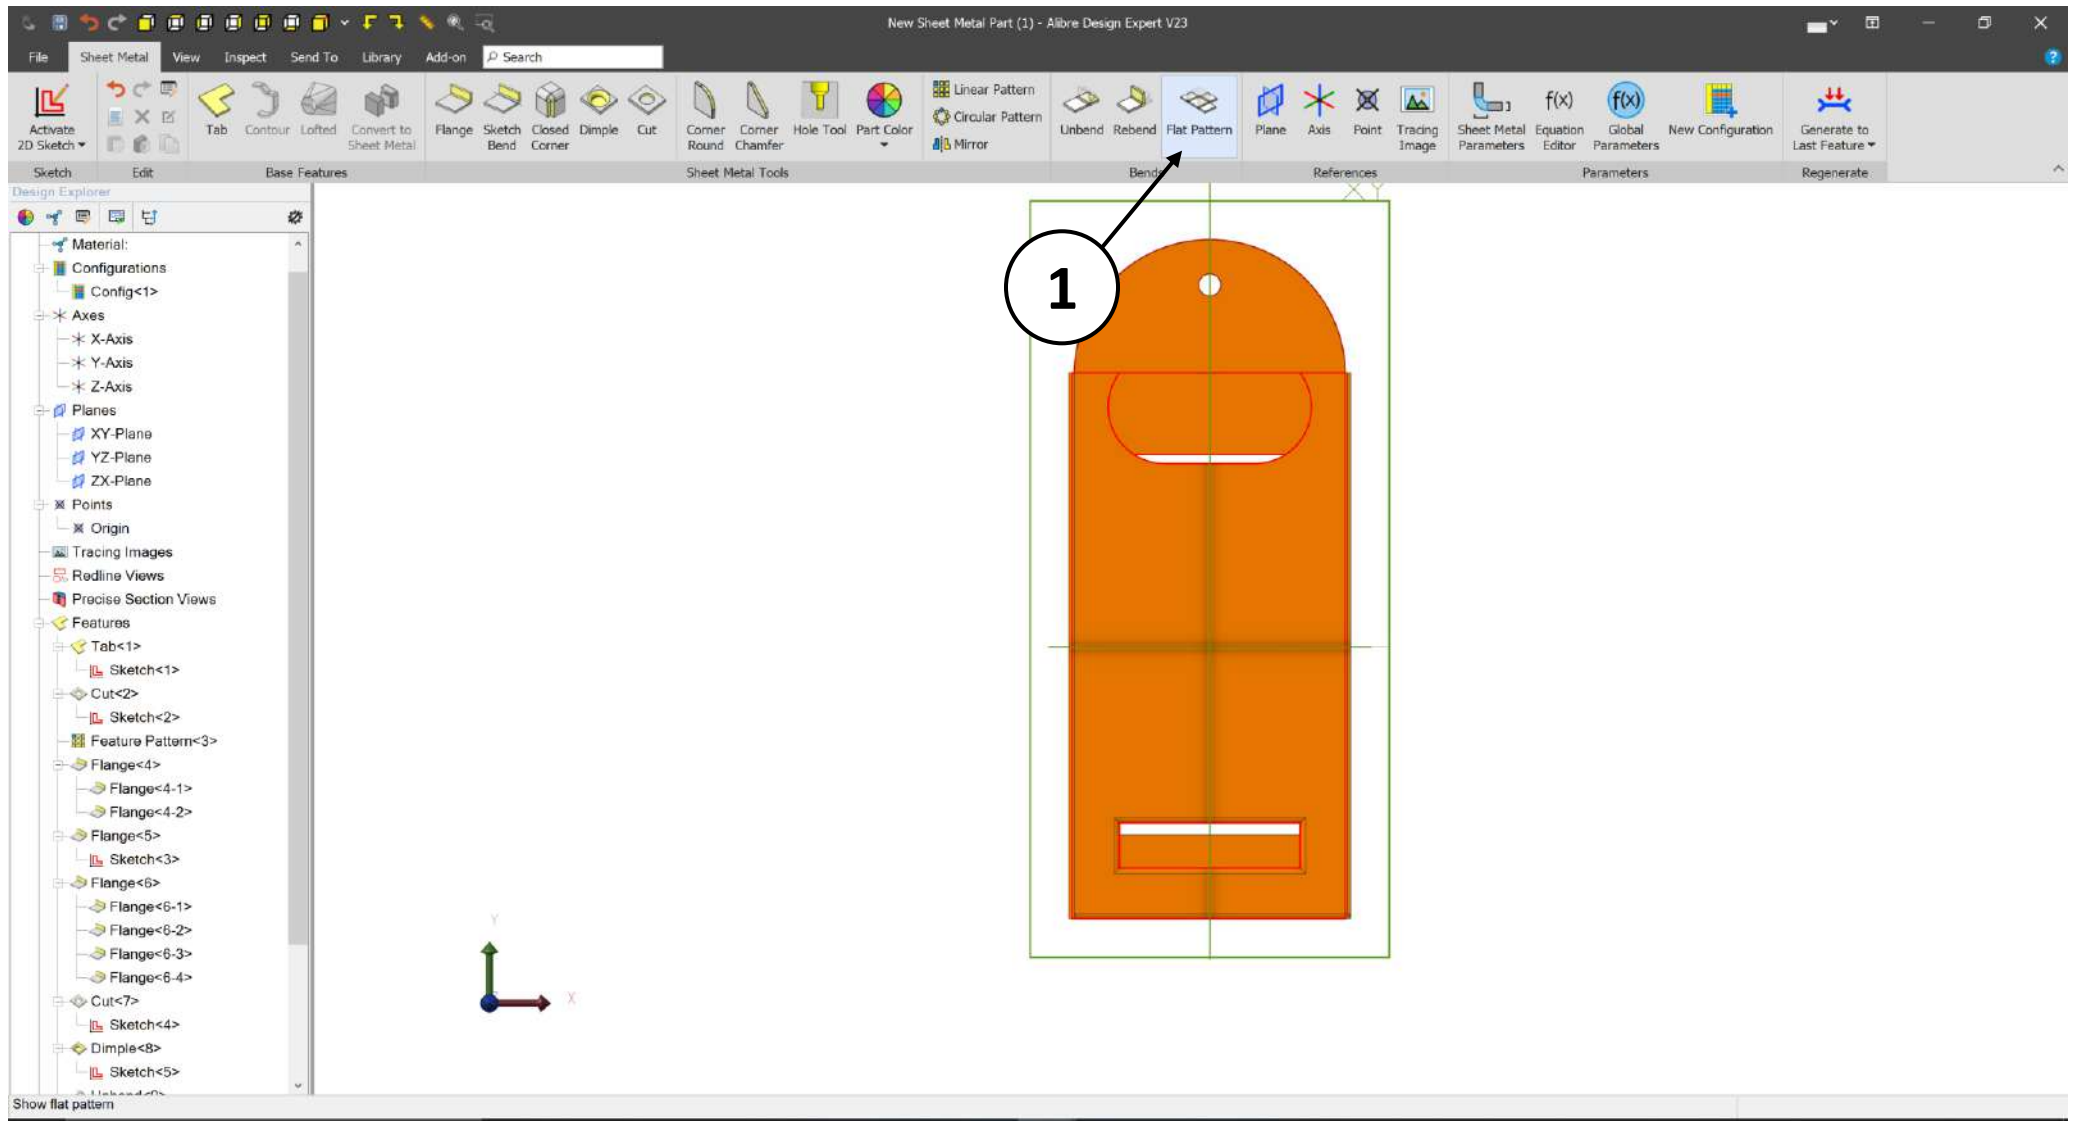 New Sheet Metal Part (1) - Alibre Design Expert V23
File Sheet Metal View Inspect Send To Library Add-on Search
Activate 2D Sketch
Tab Contour Lofted Convert to Sheet Metal
Flange Sketch Bend Closed Corner Dimple Cut Corner Round Corner Chamfer Hole Tool Part Color
Linear Pattern
Circular Pattern
Mirror
Unbend Rebend Flat Pattern
Plane Axis Point Tracing Image
Sheet Metal Parameters f(x) Equation Editor f(x) Global Parameters New Configuration
Generate to Last Feature
Sketch Edit Base Features Sheet Metal Tools Bends References Parameters Regenerate
Design Explorer
Material:
Configurations
Config<1>
Axes
X-Axis
Y-Axis
Z-Axis
Planes
XY-Plane
YZ-Plane
ZX-Plane
Points
Origin
Tracing Images
Redline Views
Precise Section Views
Features
Tab<1>
Sketch<1>
Cut<2>
Sketch<2>
Feature Pattern<3>
Flange<4>
Flange<4-1>
Flange<4-2>
Flange<5>
Sketch<3>
Flange<6>
Flange<6-1>
Flange<6-2>
Flange<6-3>
Flange<6-4>
Cut<7>
Sketch<4>
Dimple<8>
Sketch<5>
X Y
1
Y
X
Show flat pattern